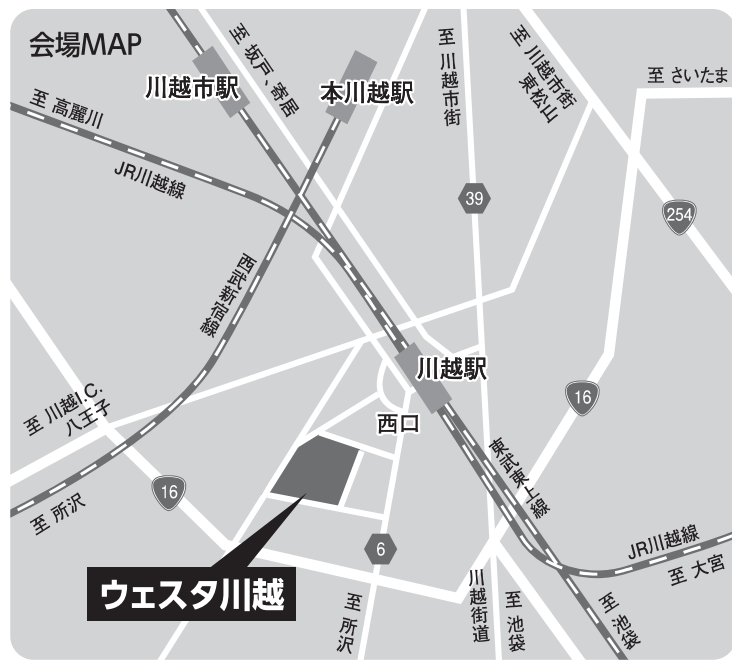 会場MAP
至 坂戸、寄居
至 川越市街
至 川越市街
東松山
至 さいたま
川越市駅
本川越駅
至 高麗川
JR川越線
39
254
西武新宿線
川越駅
至 川越I.C.
八王子
西口
16
東武東上線
16
至 所沢
6
JR川越線
至 大宮
ウェスタ川越
至 所沢
川越街道
至 池袋
至 池袋